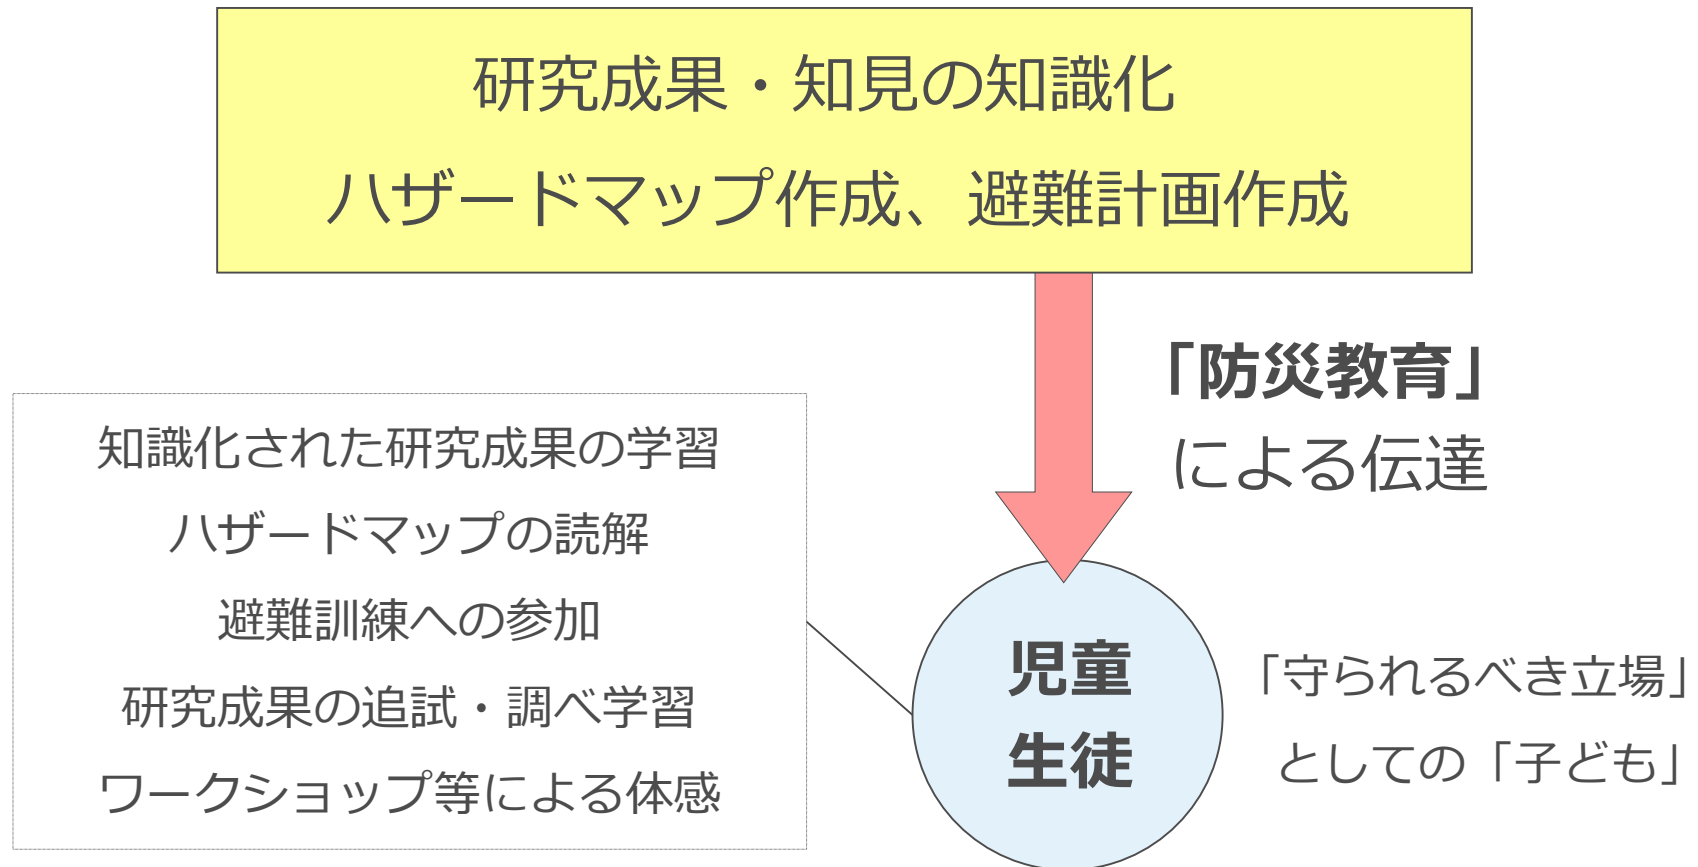 研究成果・知見の知識化
ハザードマップ作成、避難計画作成
「防災教育」
による伝達
知識化された研究成果の学習
ハザードマップの読解
避難訓練への参加
研究成果の追試・調べ学習
ワークショップ等による体感
児童
生徒
「守られるべき立場」
としての「子ども」